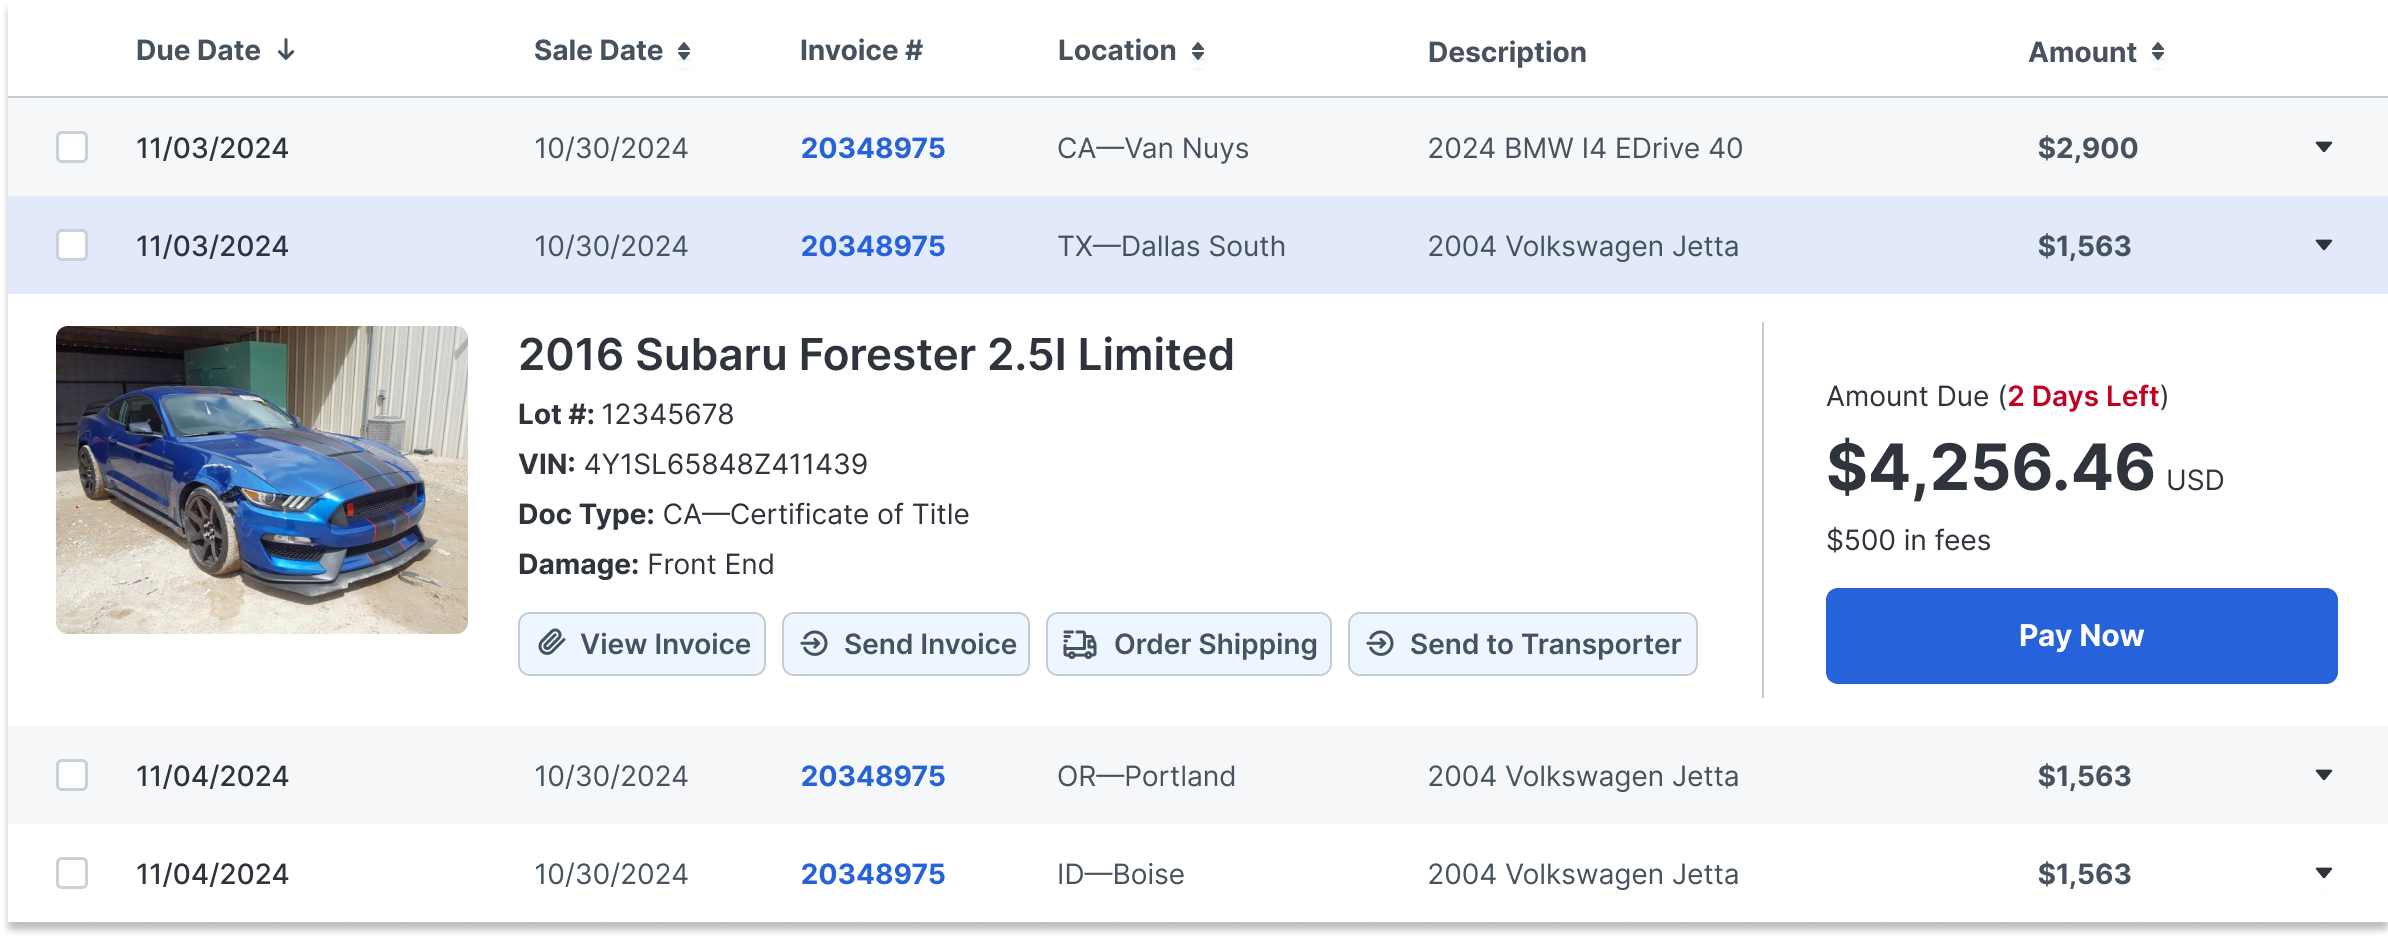 Due Date Sale Date Invoice # Location Description Amount
11/03/2024 10/30/2024 20348975 CA—Van Nuys 2024 BMW I4 EDrive 40 $2,900
11/03/2024 10/30/2024 20348975 TX—Dallas South 2004 Volkswagen Jetta $1,563
2016 Subaru Forester 2.5I Limited
Lot #: 12345678
VIN: 4Y1SL65848Z411439
Doc Type: CA—Certificate of Title
Damage: Front End
View Invoice Send Invoice Order Shipping Send to Transporter
Amount Due (2 Days Left)
$4,256.46 USD
$500 in fees
Pay Now
11/04/2024 10/30/2024 20348975 OR—Portland 2004 Volkswagen Jetta $1,563
11/04/2024 10/30/2024 20348975 ID—Boise 2004 Volkswagen Jetta $1,563